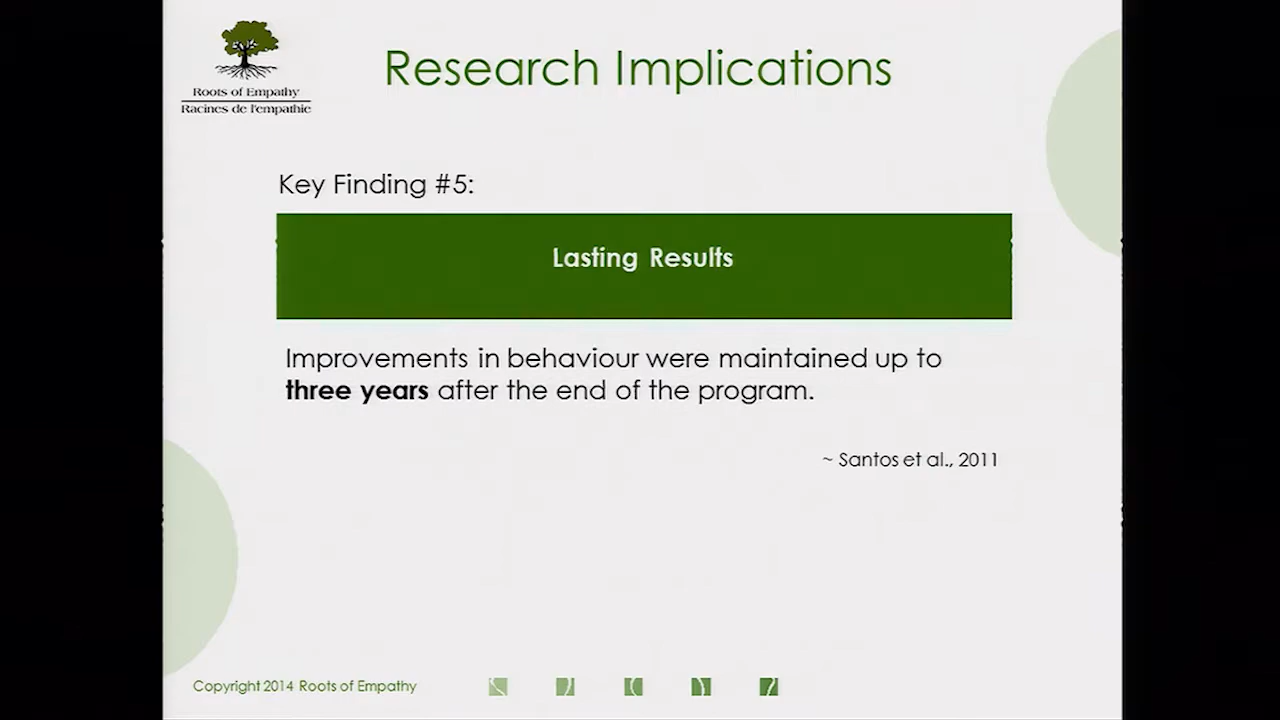 Roots of Empathy
Racines de l'empathie
Research Implications
Key Finding #5:
Lasting Results
Improvements in behaviour were maintained up to
three years after the end of the program.
~ Santos et al., 2011
Copyright 2014 Roots of Empathy